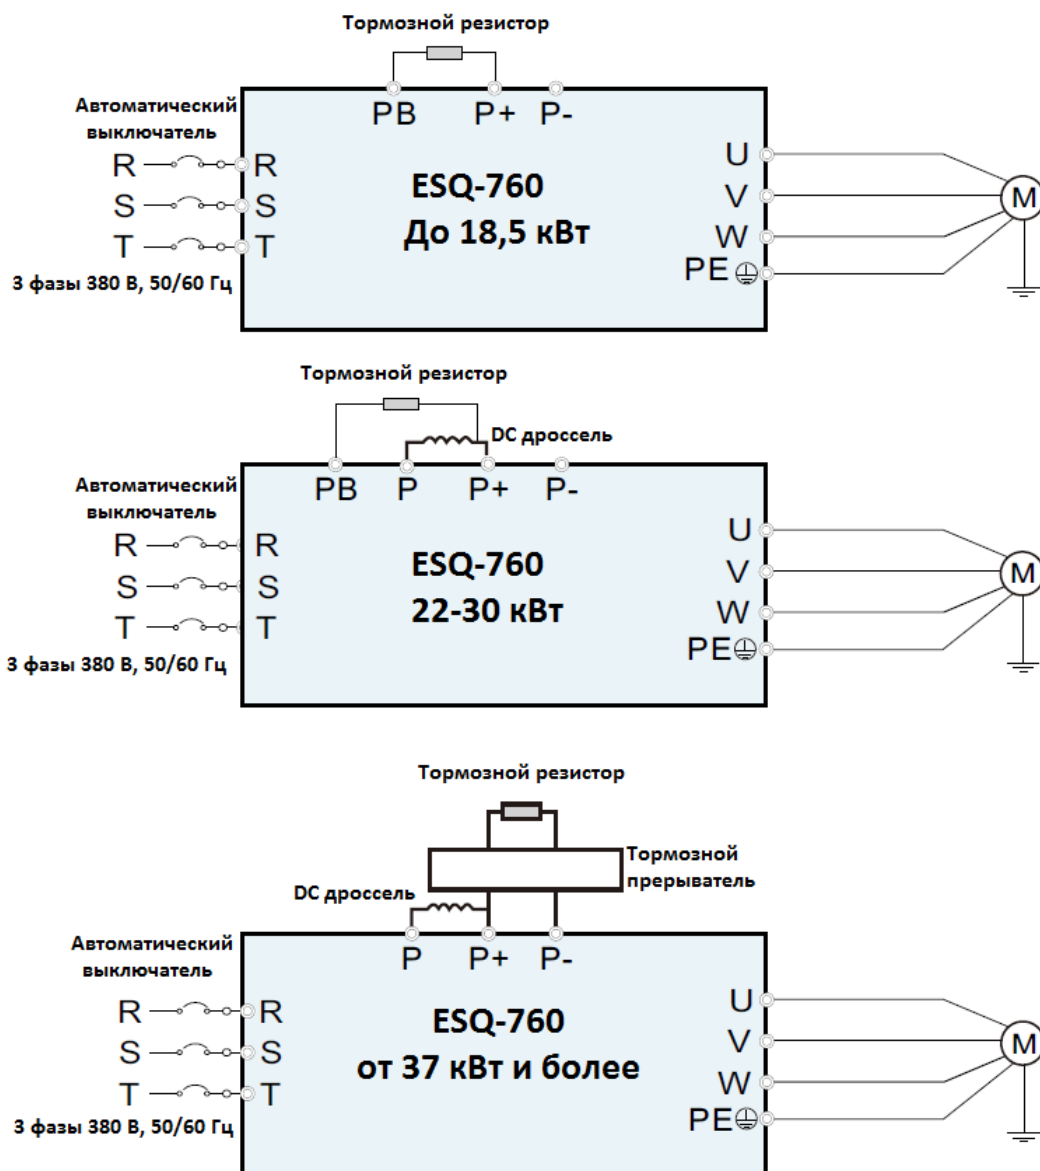 Тормозной резистор
PB P+ P-
Автоматический
выключатель
R R
S S
T T
3 фазы 380 В, 50/60 Гц
ESQ-760
До 18,5 кВт
U
V
W
PE
M
Тормозной резистор
DC дроссель
PB P P+ P-
Автоматический
выключатель
R R
S S
T T
3 фазы 380 В, 50/60 Гц
ESQ-760
22-30 кВт
U
V
W
PE
M
Тормозной резистор
Тормозной
прерыватель
DC дроссель
P P+ P-
Автоматический
выключатель
R R
S S
T T
3 фазы 380 В, 50/60 Гц
ESQ-760
от 37 кВт и более
U
V
W
PE
M